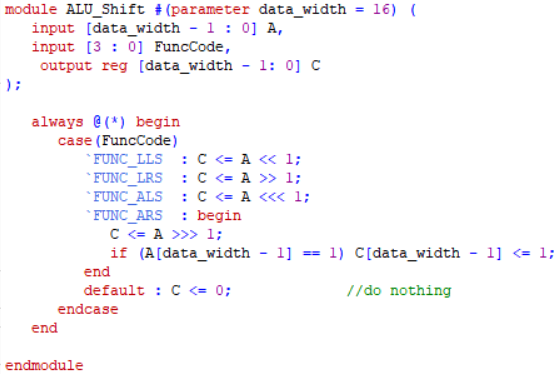 module ALU_Shift #(parameter data_width = 16) (
    input [data_width - 1 : 0] A,
    input [3 : 0] FuncCode,
     output reg [data_width - 1: 0] C
);

    always @(*) begin
        case(FuncCode)
            `FUNC_LLS  : C <= A << 1;
            `FUNC_LRS  : C <= A >> 1;
            `FUNC_ALS  : C <= A <<< 1;
            `FUNC_ARS  : begin
                C <= A >>> 1;
                if (A[data_width - 1] == 1) C[data_width - 1] <= 1;
            end
            default : C <= 0;             //do nothing
        endcase
    end

endmodule